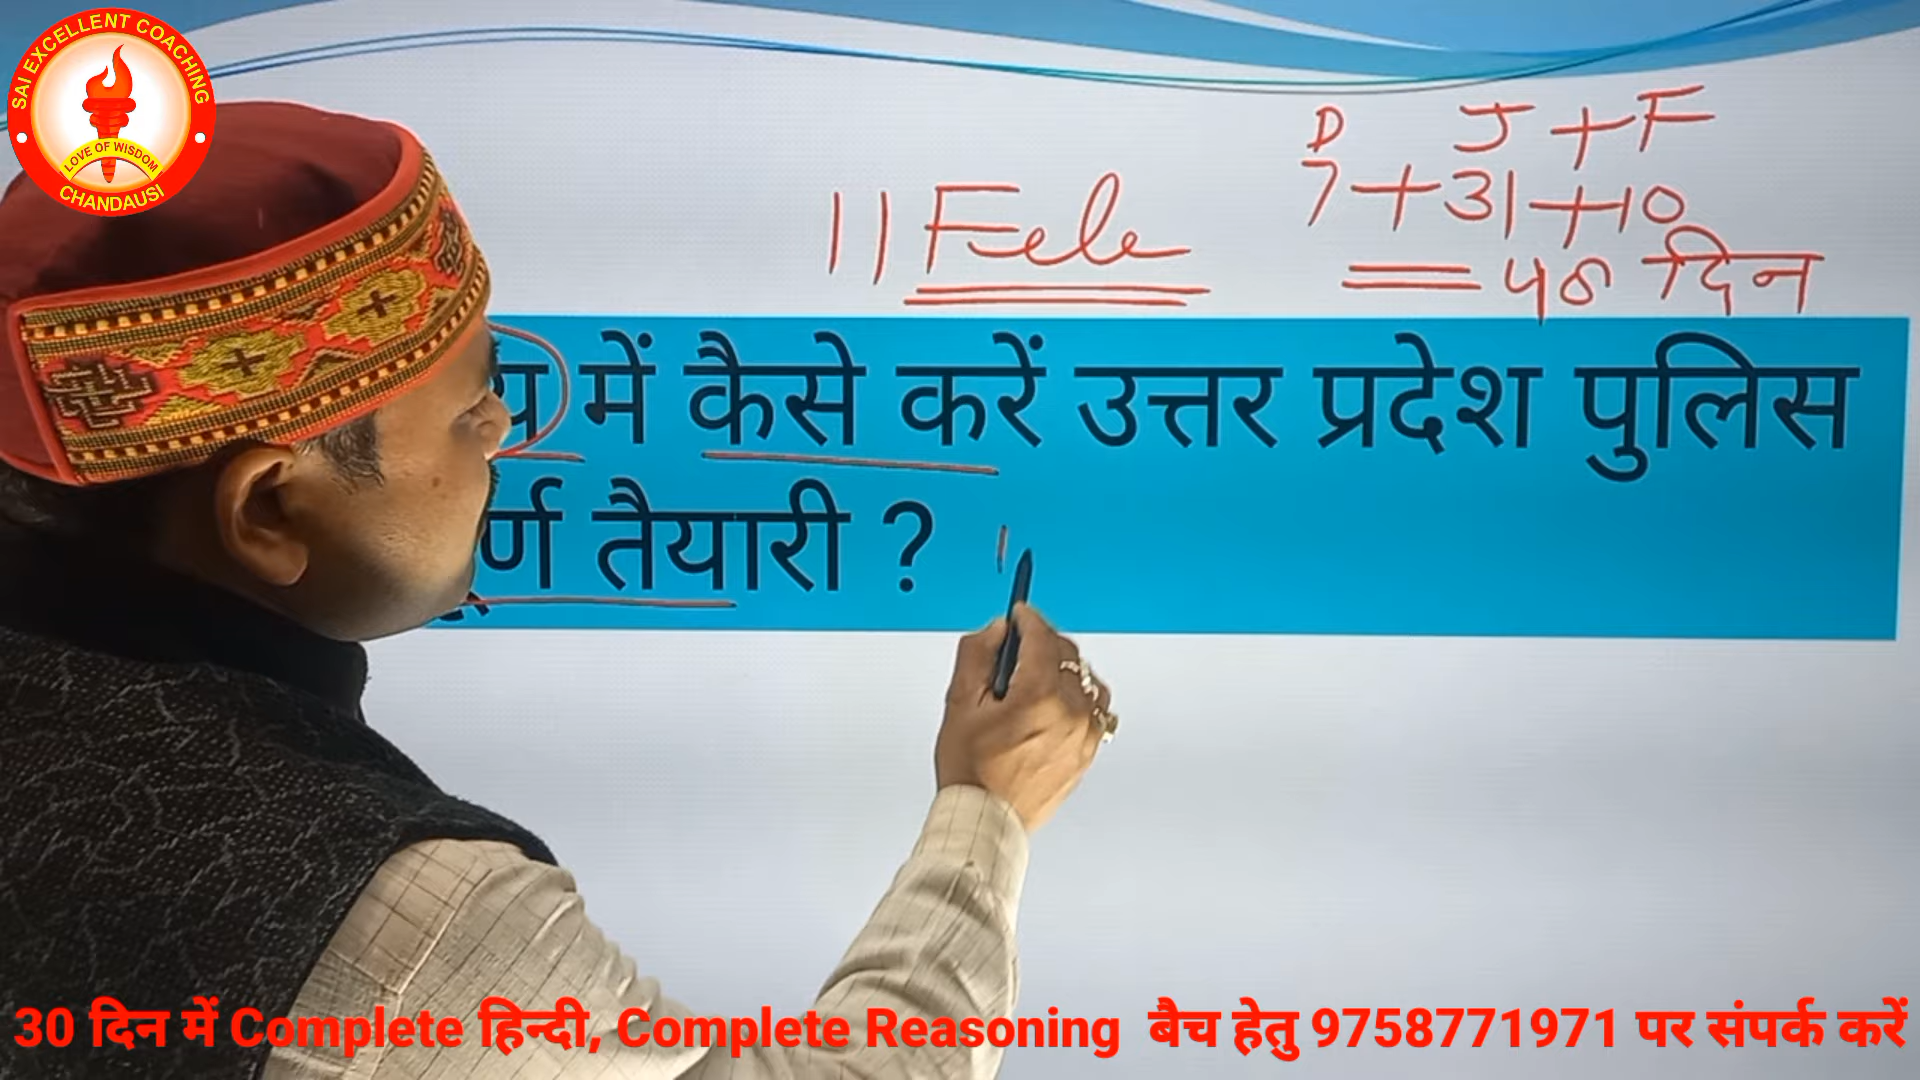 SAI EXCELLENT COACHING
LOVE OF WISDOM
CHANDAUSI
D J + F
7 + 31 + 10
11 Feb
= 48 दिन
में कैसे करें उत्तर प्रदेश पुलिस
तैयारी ?
30 दिन में Complete हिन्दी, Complete Reasoning बैच हेतु 9758771971 पर संपर्क करें